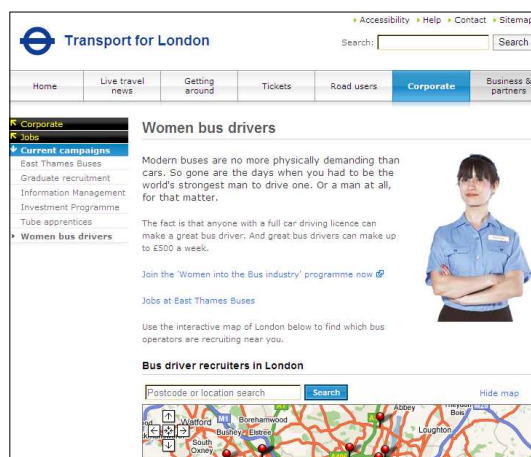 Accessibility Help Contact Sitemap
Transport for London
Search: Search
Home Live travel news Getting around Tickets Road users Corporate Business & partners
Corporate
Jobs
Current campaigns
East Thames Buses
Graduate recruitment
Information Management
Investment Programme
Tube apprentices
Women bus drivers
Women bus drivers
Modern buses are no more physically demanding than
cars. So gone are the days when you had to be the
world's strongest man to drive one. Or a man at all,
for that matter.
The fact is that anyone with a full car driving licence can
make a great bus driver. And great bus drivers can make up
to £500 a week.
Join the 'Women into the Bus industry' programme now
Jobs at East Thames Buses
Use the interactive map of London below to find which bus
operators are recruiting near you.
Bus driver recruiters in London
Postcode or location search Search Hide map
Watford Borehamwood Abbey Bois
Bushey Elstree Loughton
South
Oxney